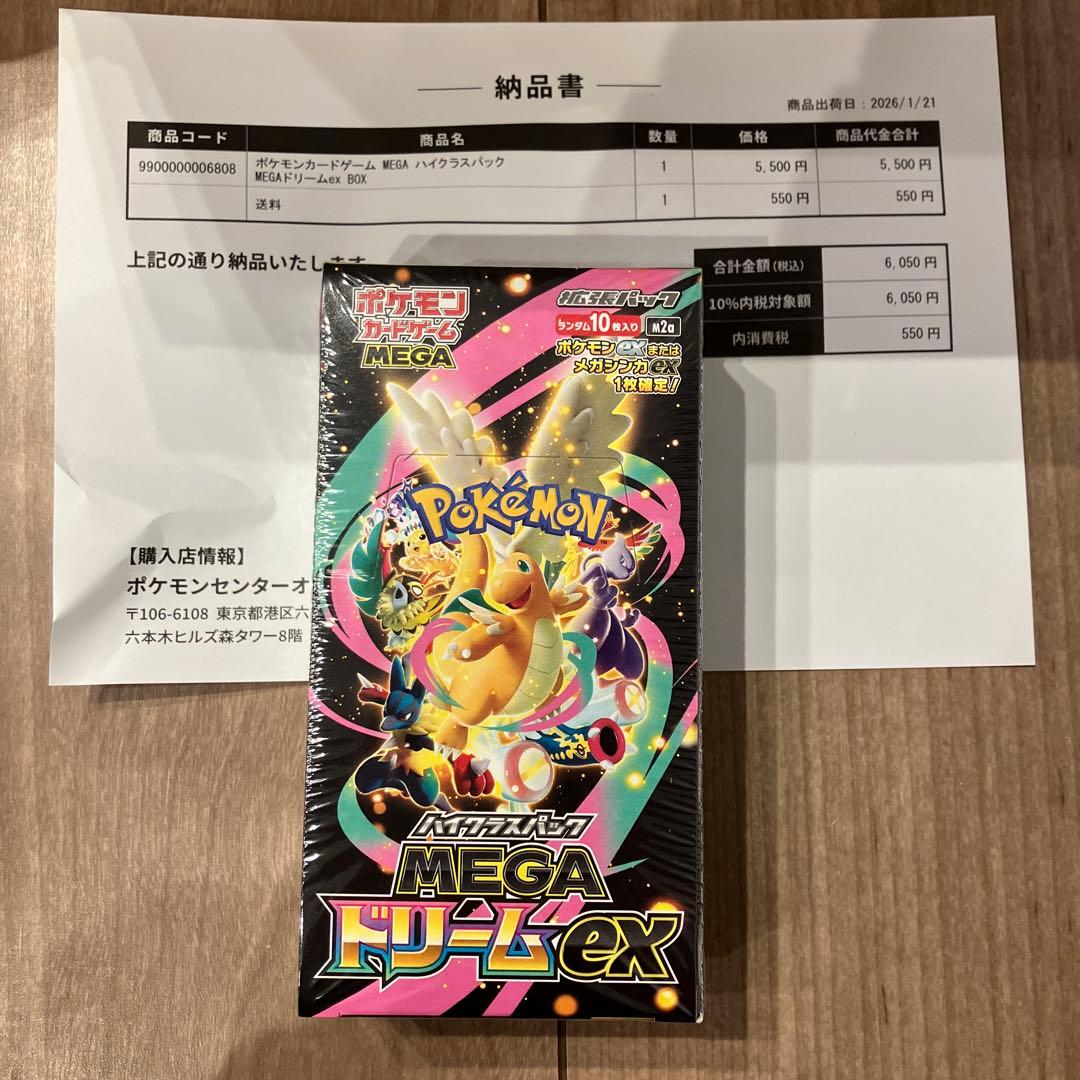 納品書
商品出荷日：2026/1/21
商品コード 商品名 数量 価格 商品代金合計
9900000006808 ポケモンカードゲーム MEGA ハイクラスパック 1 5,500 円 5,500 円
MEGAドリームex BOX
送料 1 550 円 550 円
上記の通り納品いたします
合計金額(税込) 6,050 円
10%内税対象額 6,050 円
内消費税 550 円
【購入店情報】
ポケモンセンターオ
〒106-6108 東京都港区六
六本木ヒルズ森タワー8階
ポケモン
カードゲーム
MEGA
拡張パック
ランダム10枚入り M2a
ポケモンexまたは
メガシンカex
1枚確定!
POKéMON
ハイクラスパック
MEGA
ドリームex